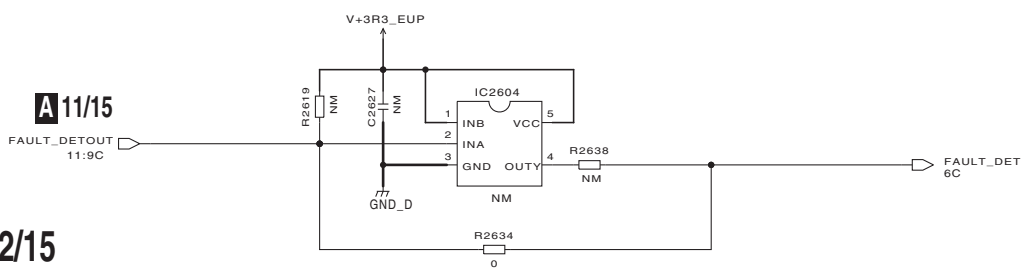 V+3R3_EUP
A 11/15
FAULT_DETOUT
11:9C
R2619
NM
C2627
NM
IC2604
1 INB
VCC 5
2 INA
3 GND
OUTY 4
NM
R2638
NM
FAULT_DET
6C
GND_D
R2634
0
2/15